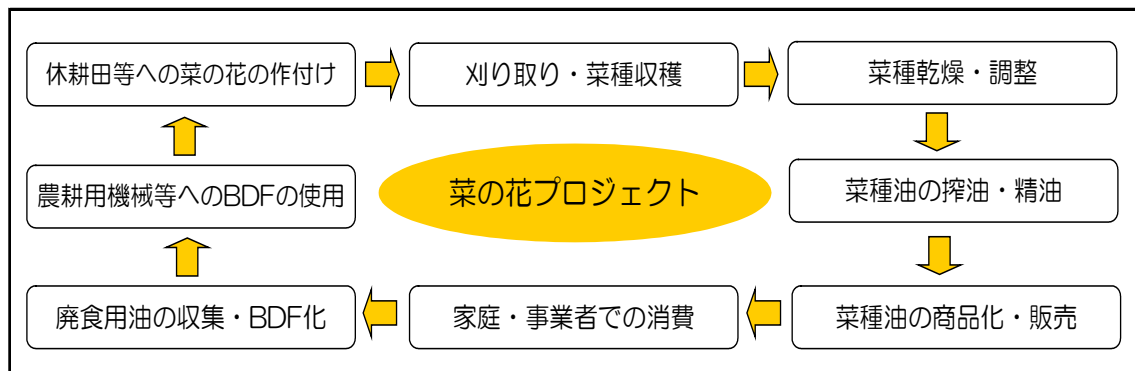 休耕田等への菜の花の作付け
刈り取り・菜種収穫
菜種乾燥・調整
農耕用機械等へのBDFの使用
菜の花プロジェクト
菜種油の搾油・精油
廃食用油の収集・BDF化
家庭・事業者での消費
菜種油の商品化・販売